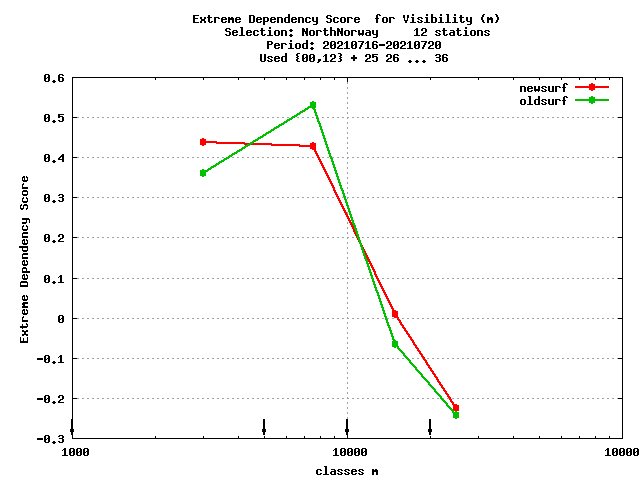 Extreme Dependency Score  for Visibility (m)
Selection: NorthNorway     12 stations
Period: 20210716-20210720
Used {00,12} + 25 26 ... 36
newsurf
oldsurf
0.6
0.5
0.4
0.3
0.2
0.1
0
-0.1
-0.2
-0.3
Extreme Dependency Score
1000
10000
10000
classes m